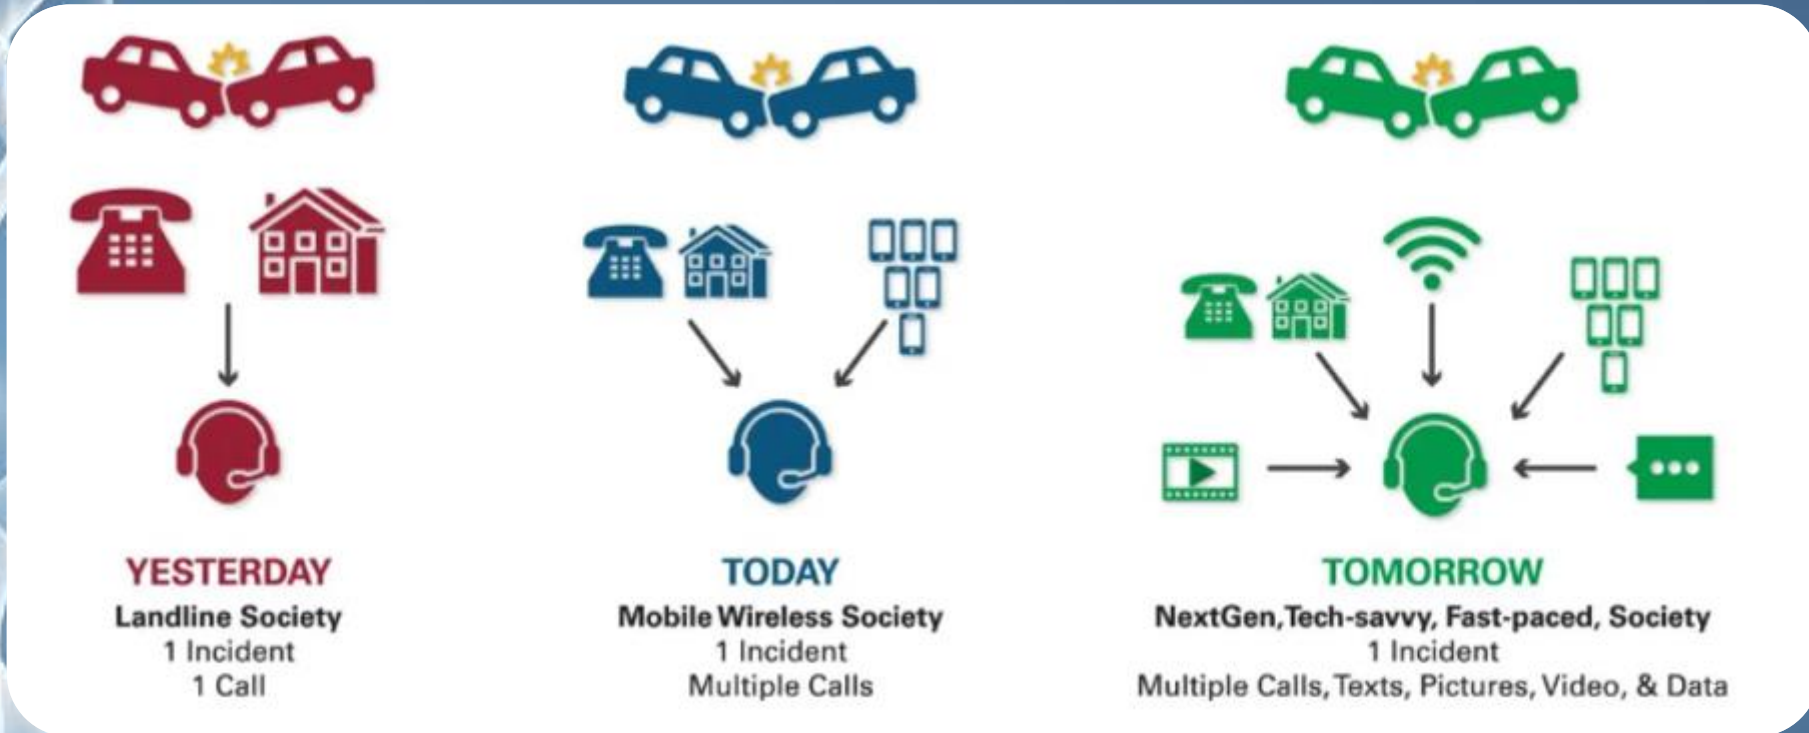 YESTERDAY
Landline Society
1 Incident
1 Call
TODAY
Mobile Wireless Society
1 Incident
Multiple Calls
TOMORROW
NextGen,Tech-savvy, Fast-paced, Society
1 Incident
Multiple Calls, Texts, Pictures, Video, & Data